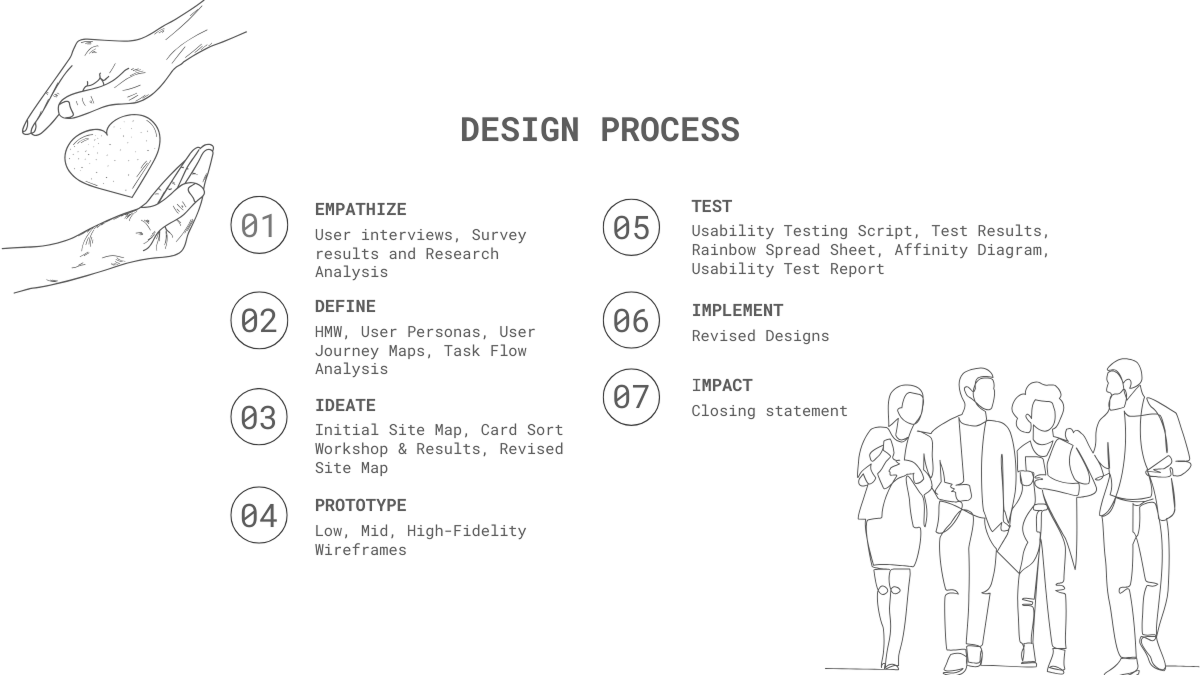 DESIGN PROCESS
01
EMPATHIZE
User interviews, Survey
results and Research
Analysis
02
DEFINE
HMW, User Personas, User
Journey Maps, Task Flow
Analysis
03
IDEATE
Initial Site Map, Card Sort
Workshop & Results, Revised
Site Map
04
PROTOTYPE
Low, Mid, High-Fidelity
Wireframes
05
TEST
Usability Testing Script, Test Results,
Rainbow Spread Sheet, Affinity Diagram,
Usability Test Report
06
IMPLEMENT
Revised Designs
07
IMPACT
Closing statement